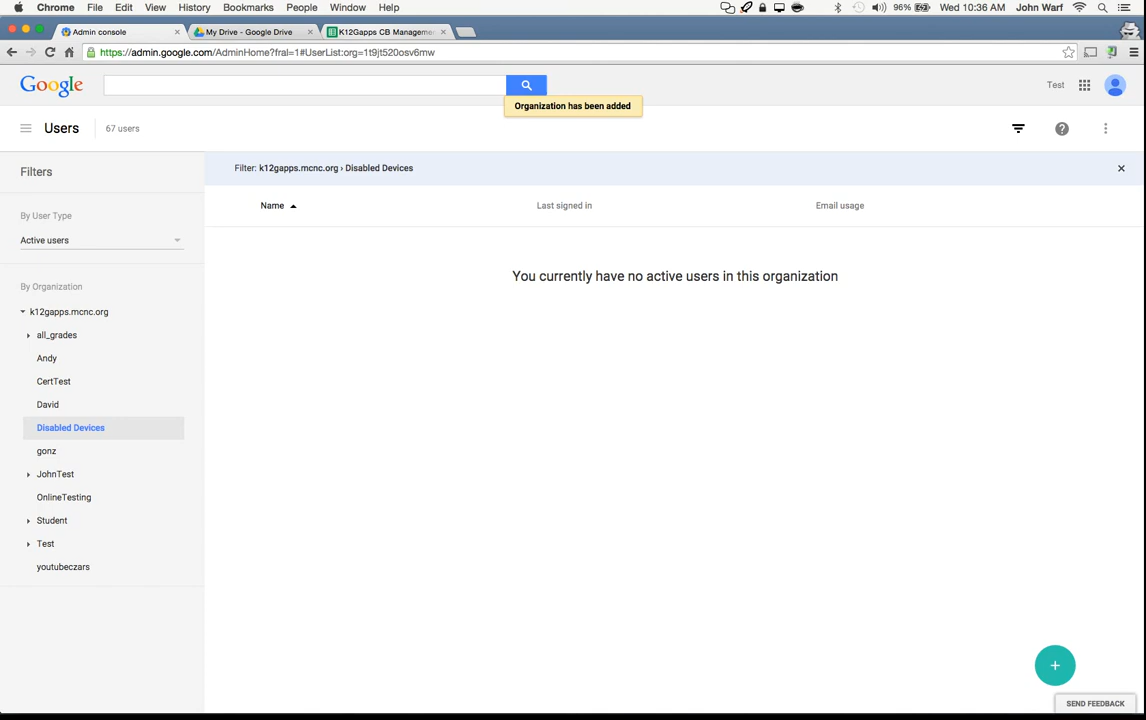 Chrome File Edit View History Bookmarks People Window Help 96% Wed 10:36 AM John Warf
Admin console My Drive - Google Drive K12Gapps CB Manageme
https://admin.google.com/AdminHome?fral=1#UserList:org=1t9jt520osv6mw
Google Test
Organization has been added
Users 67 users
Filters Filter: k12gapps.mcnc.org › Disabled Devices
Name Last signed in Email usage
By User Type
Active users
You currently have no active users in this organization
By Organization
k12gapps.mcnc.org
all_grades
Andy
CertTest
David
Disabled Devices
gonz
JohnTest
OnlineTesting
Student
Test
youtubeczars
+
SEND FEEDBACK